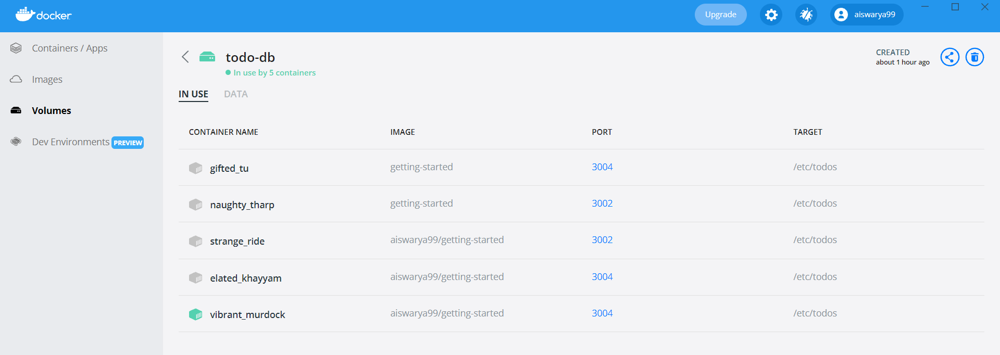 docker
Upgrade
aiswarya99
Containers / Apps
Images
Volumes
Dev Environments PREVIEW
todo-db
In use by 5 containers
CREATED
about 1 hour ago
IN USE DATA
CONTAINER NAME IMAGE PORT TARGET
gifted_tu getting-started 3004 /etc/todos
naughty_tharp getting-started 3002 /etc/todos
strange_ride aiswarya99/getting-started 3002 /etc/todos
elated_khayyam aiswarya99/getting-started 3004 /etc/todos
vibrant_murdock aiswarya99/getting-started 3004 /etc/todos